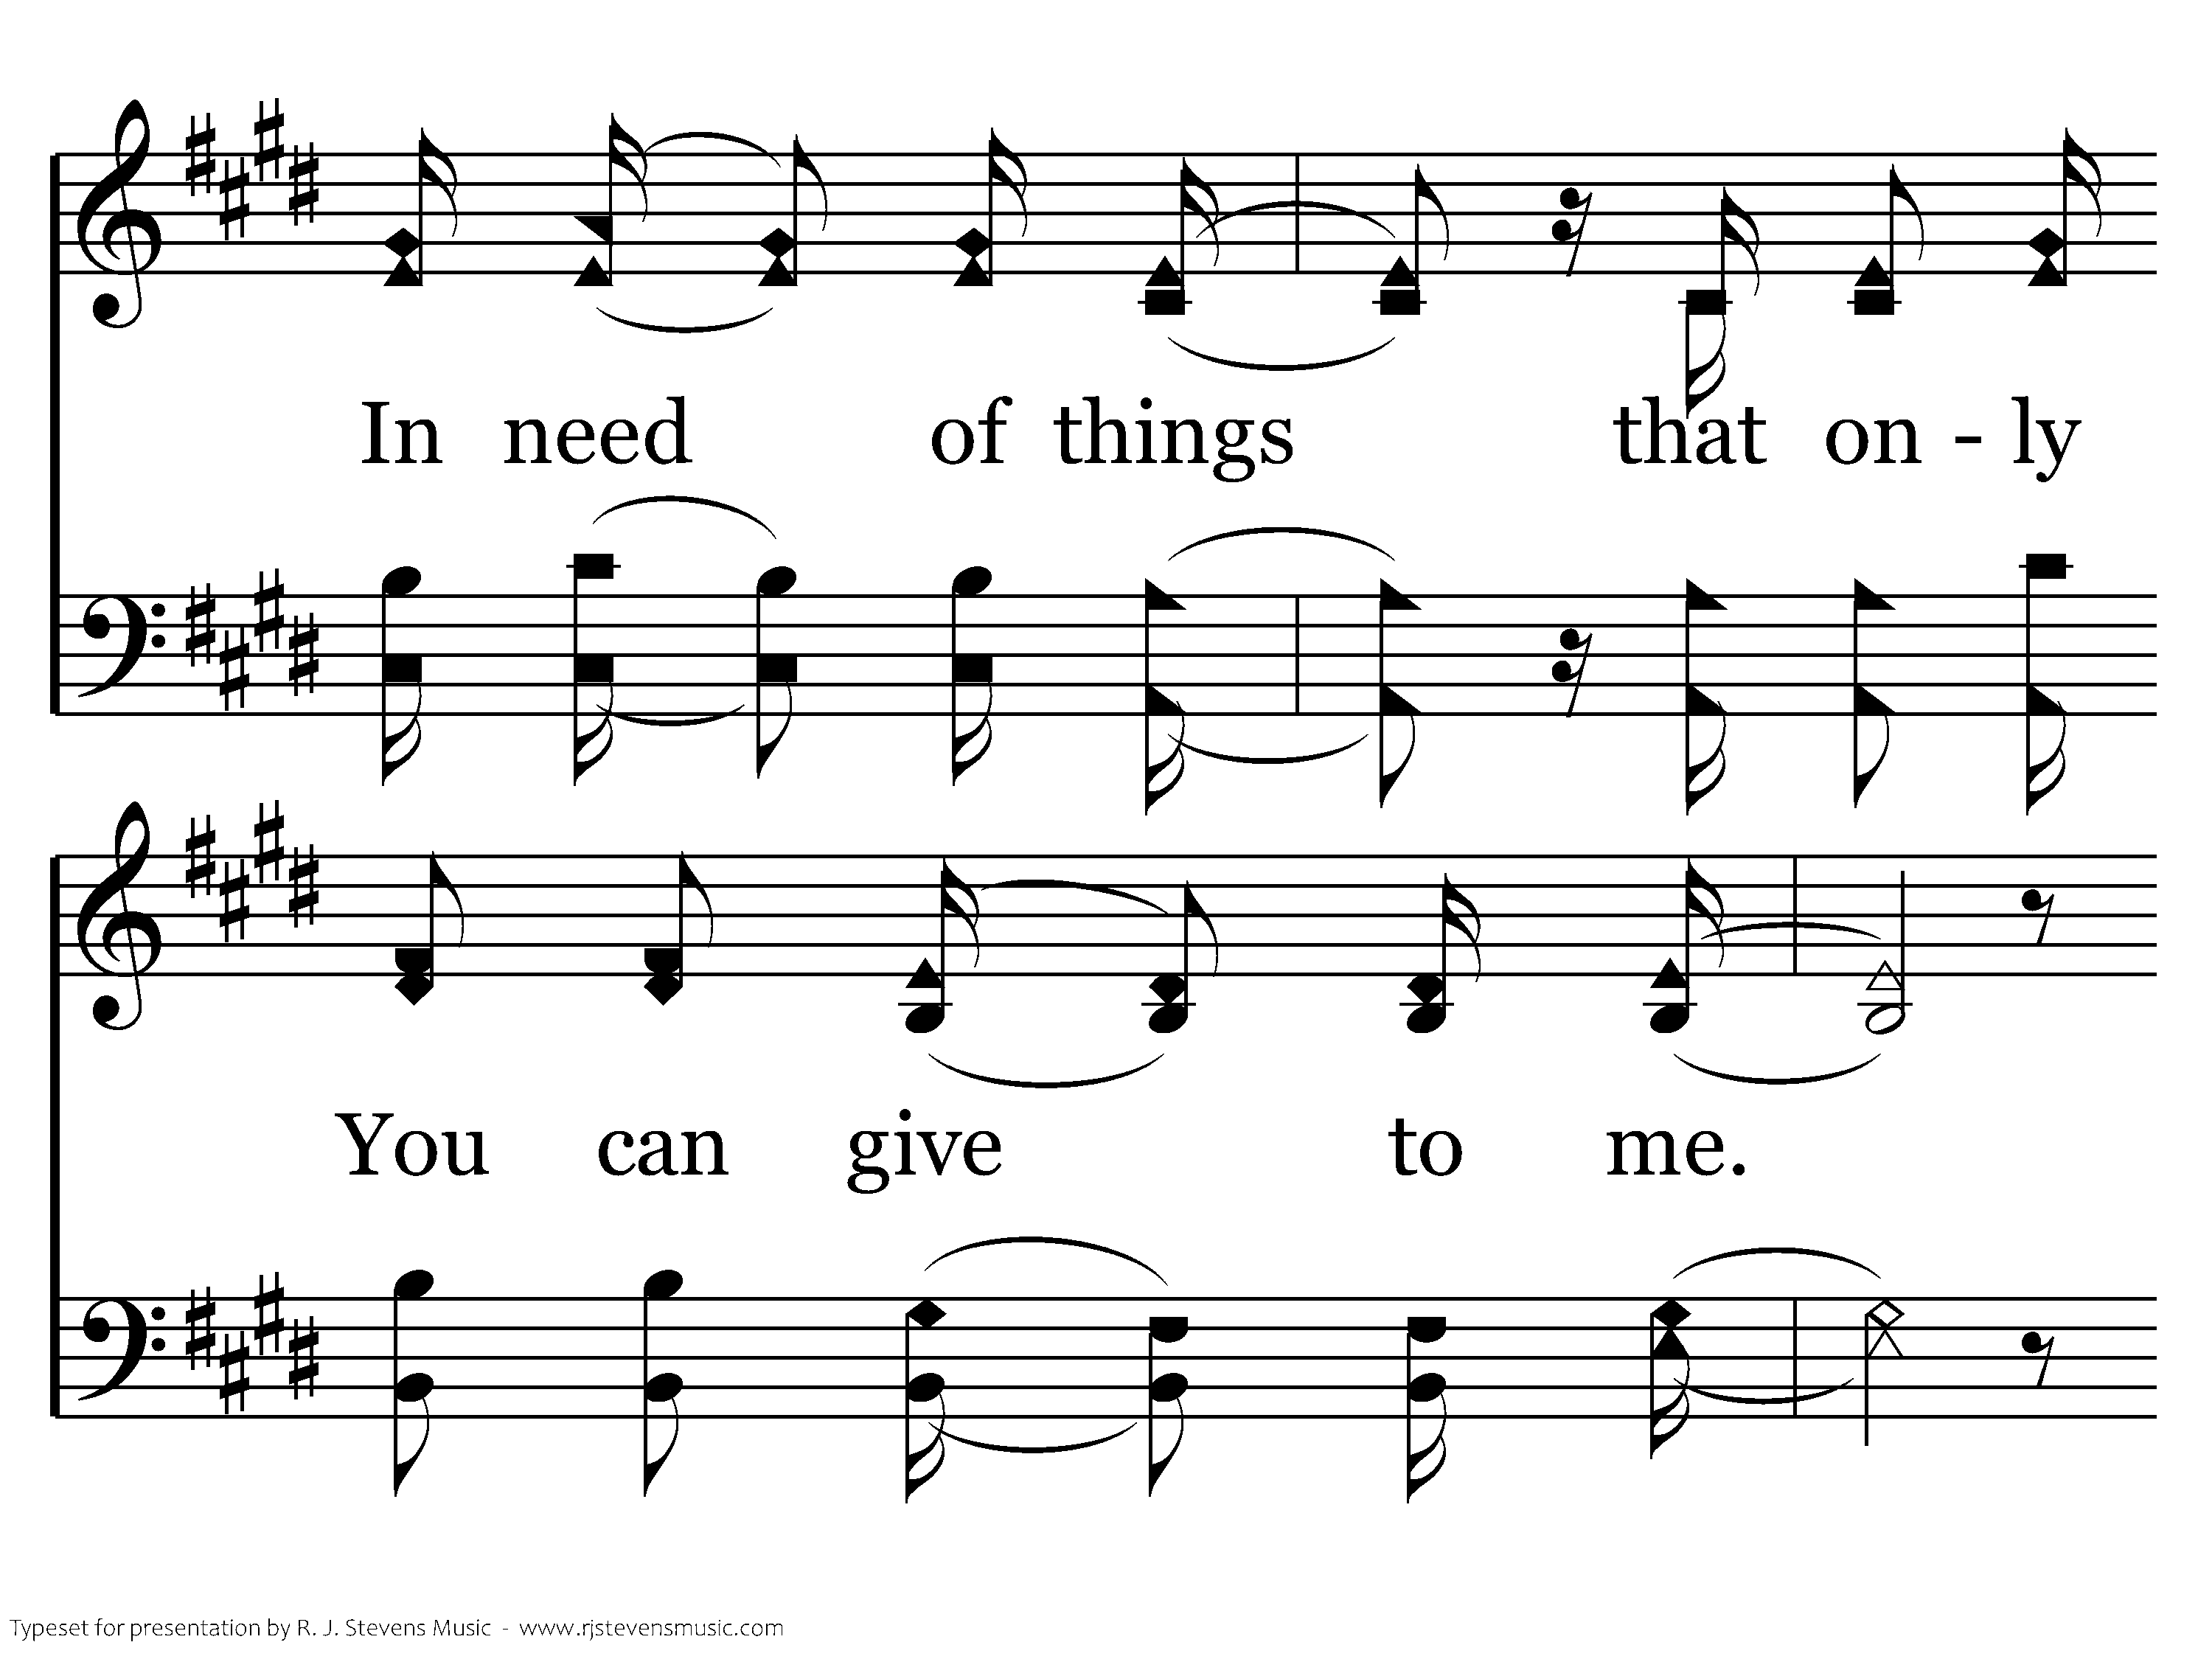 In need of things that on - ly
You can give to me.
Typeset for presentation by R. J. Stevens Music - www.rjstevensmusic.com